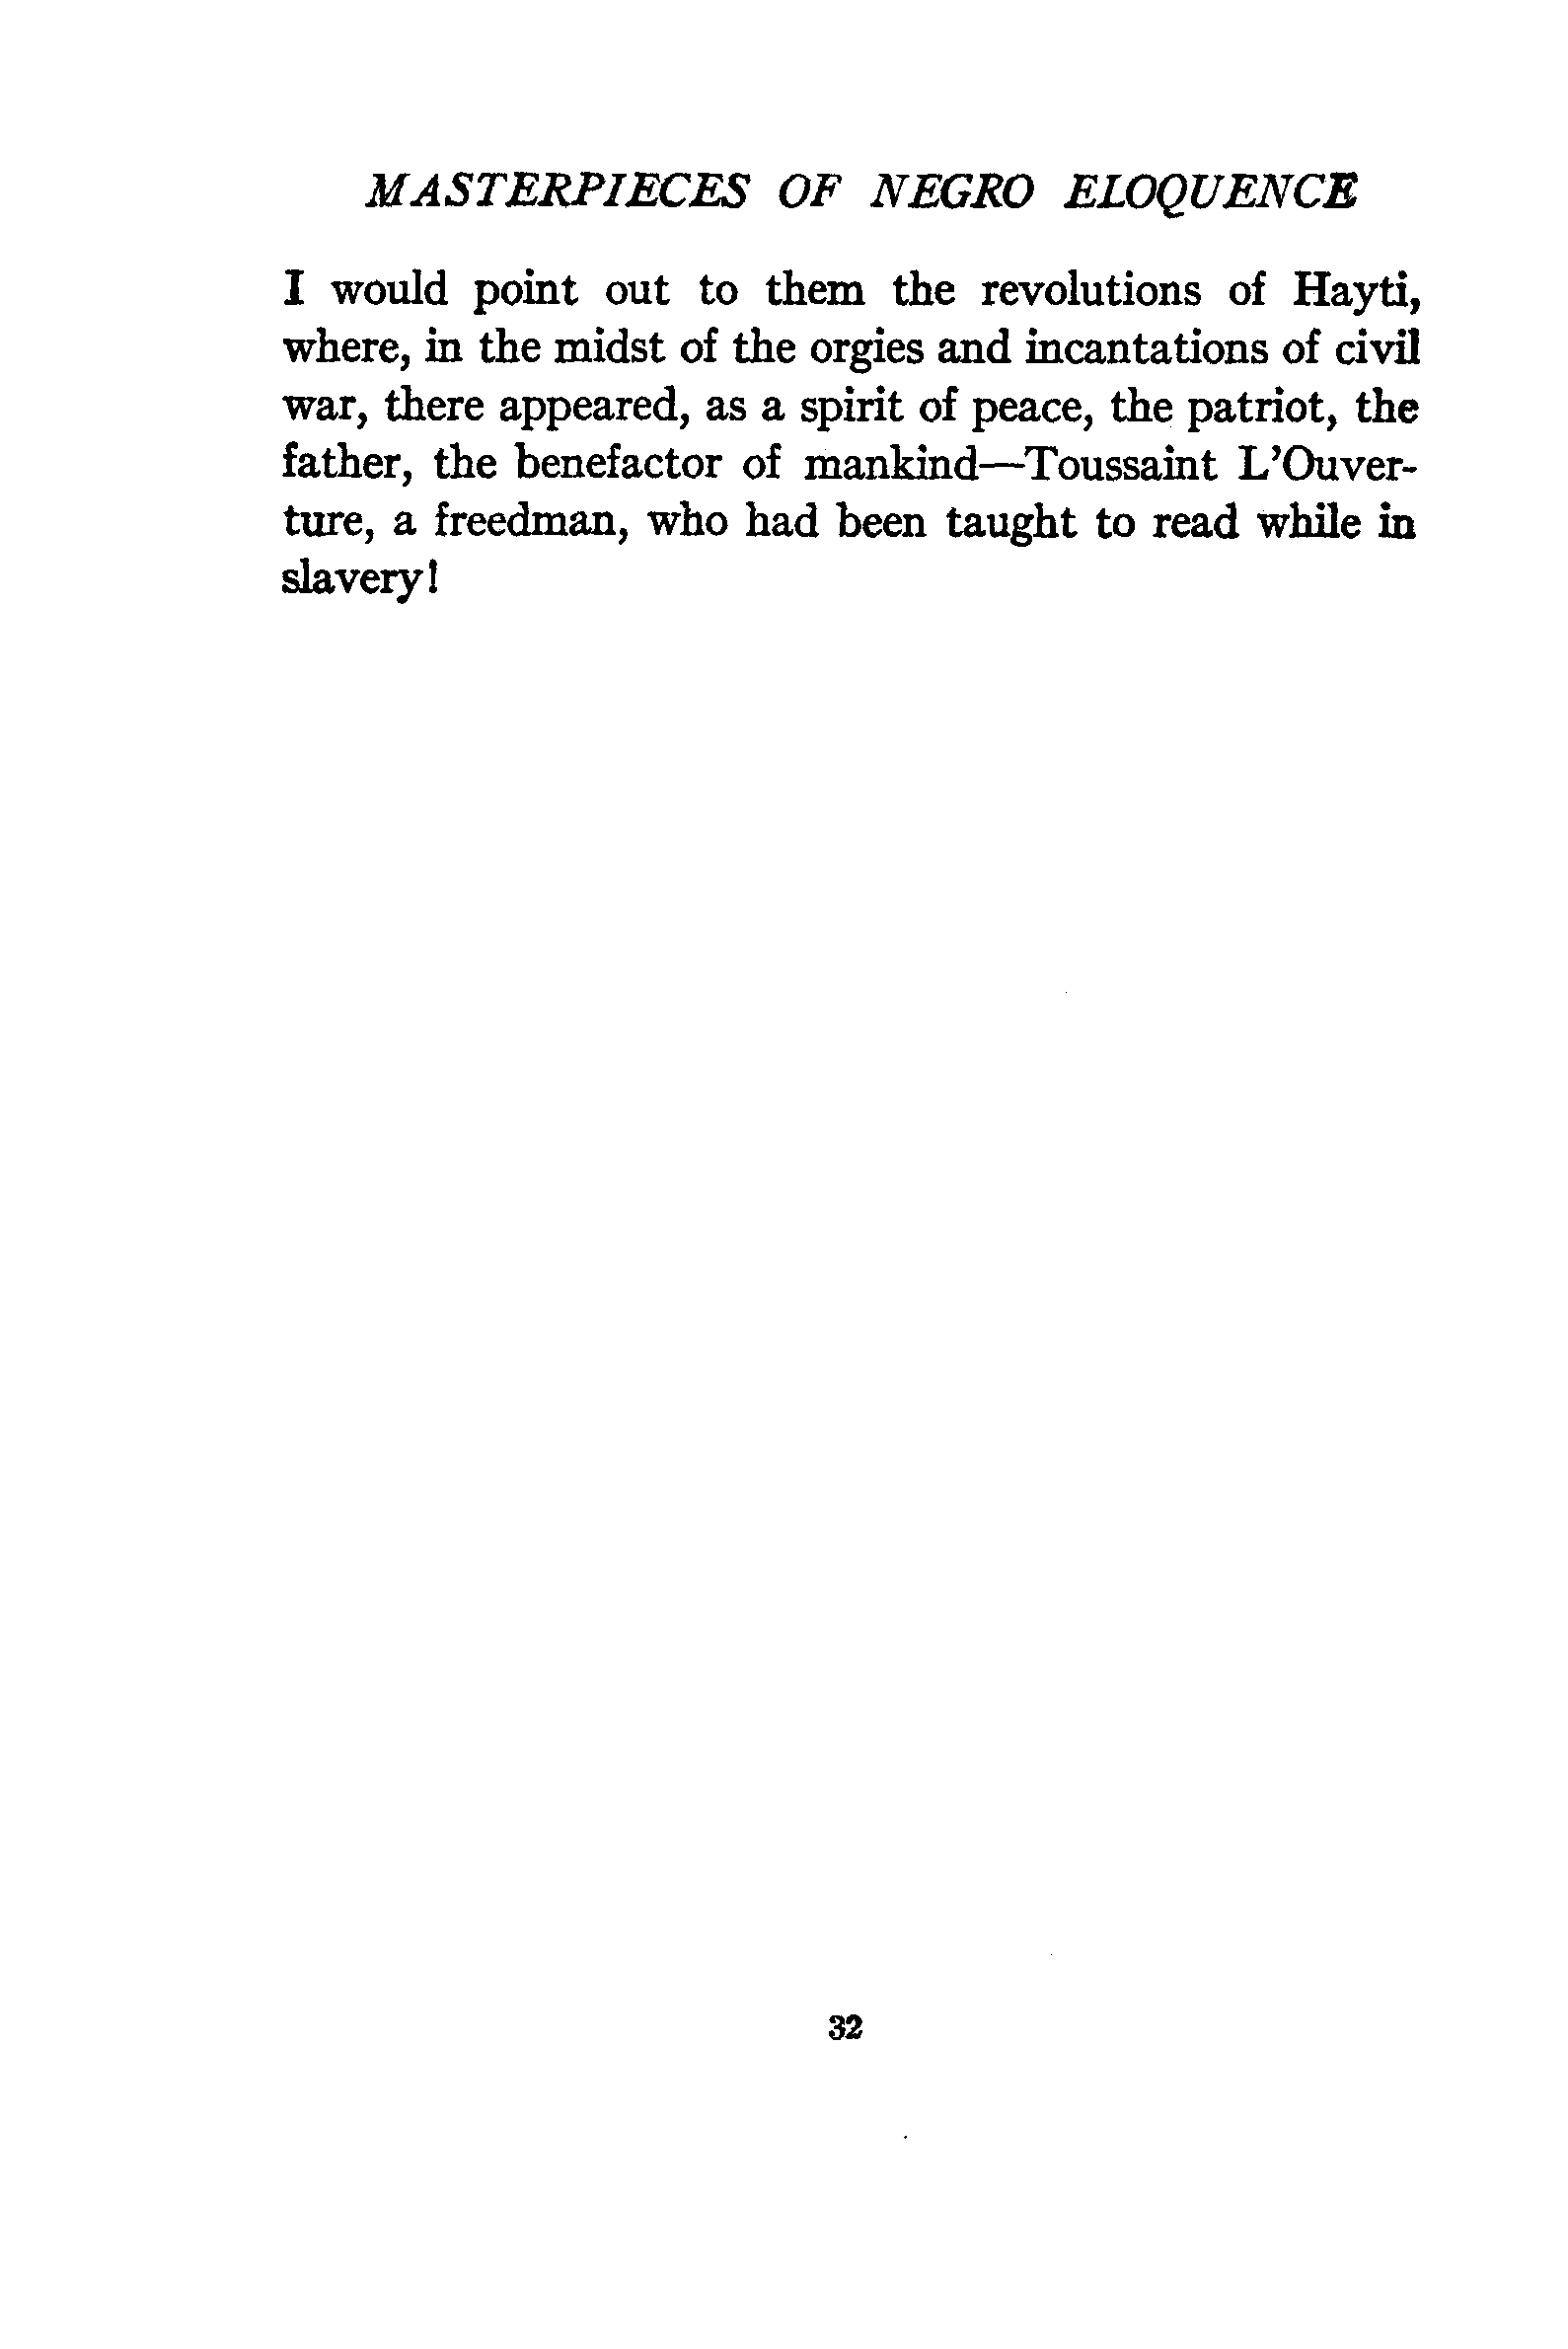 MASTERPIECES OF NEGRO ELOQUENCE
I would point out to them the revolutions of Hayti,
where, in the midst of the orgies and incantations of civil
war, there appeared, as a spirit of peace, the patriot, the
father, the benefactor of mankind—Toussaint L’Ouver-
ture, a freedman, who had been taught to read while in
slavery!
32